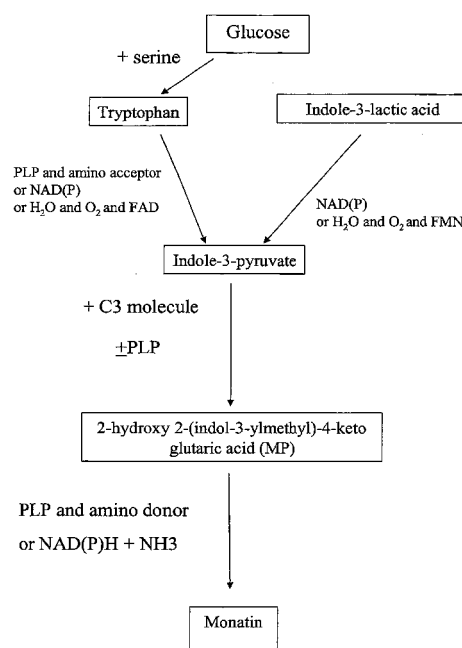 Glucose
+ serine
Tryptophan
Indole-3-lactic acid
PLP and amino acceptor
or NAD(P)
or H₂O and O₂ and FAD
NAD(P)
or H₂O and O₂ and FMN
Indole-3-pyruvate
+ C3 molecule
±PLP
2-hydroxy 2-(indol-3-ylmethyl)-4-keto
glutaric acid (MP)
PLP and amino donor
or NAD(P)H + NH3
Monatin